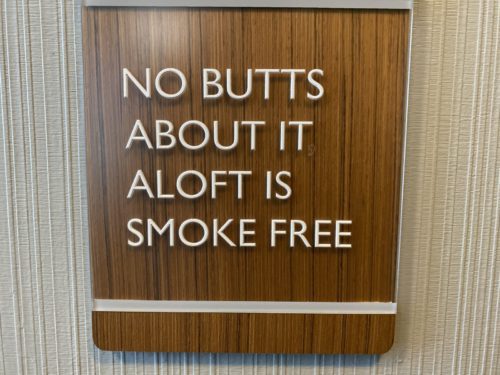 NO BUTTS
ABOUT IT,
ALOFT IS
SMOKE FREE